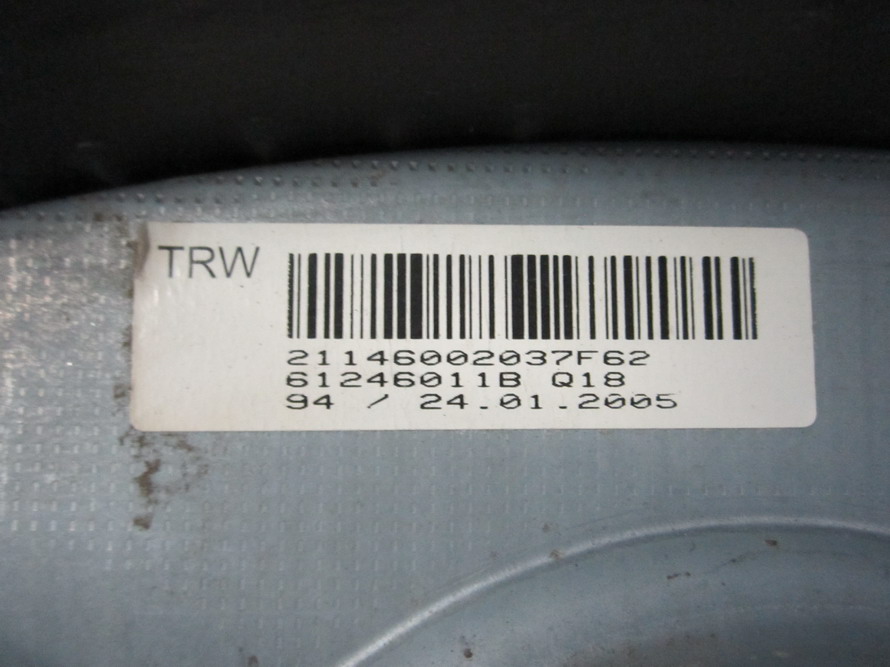 TRW
21146002037F62
61246011B Q18
94 / 24.01.2005